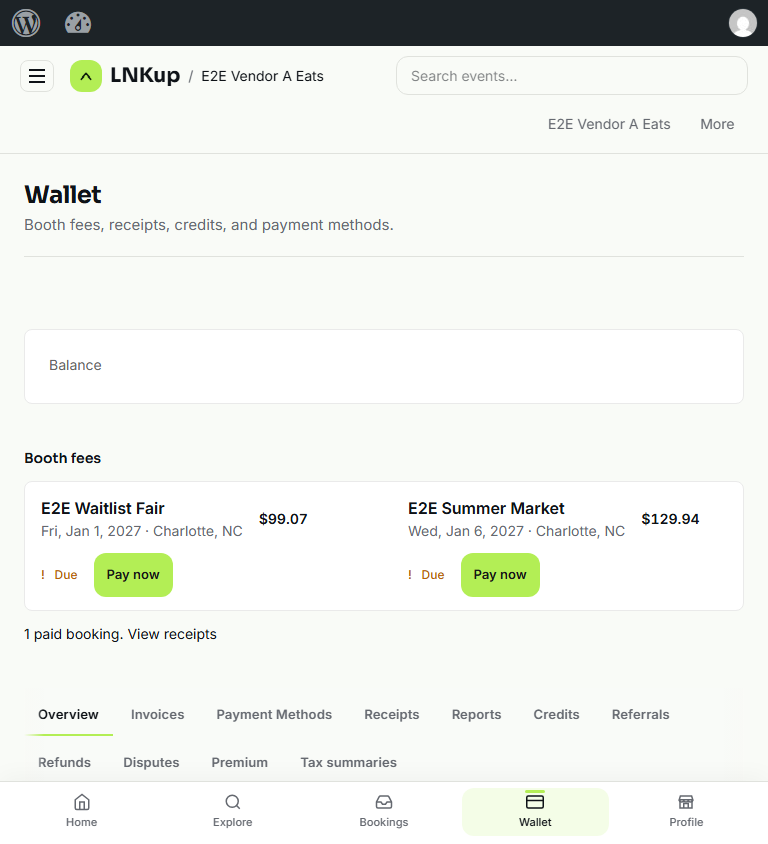 LNKup / E2E Vendor A Eats
Search events...
E2E Vendor A Eats More
Wallet
Booth fees, receipts, credits, and payment methods.
Balance
Booth fees
E2E Waitlist Fair
Fri, Jan 1, 2027 · Charlotte, NC
$99.07
! Due
Pay now
E2E Summer Market
Wed, Jan 6, 2027 · Charlotte, NC
$129.94
! Due
Pay now
1 paid booking. View receipts
Overview Invoices Payment Methods Receipts Reports Credits Referrals
Refunds Disputes Premium Tax summaries
Home Explore Bookings Wallet Profile